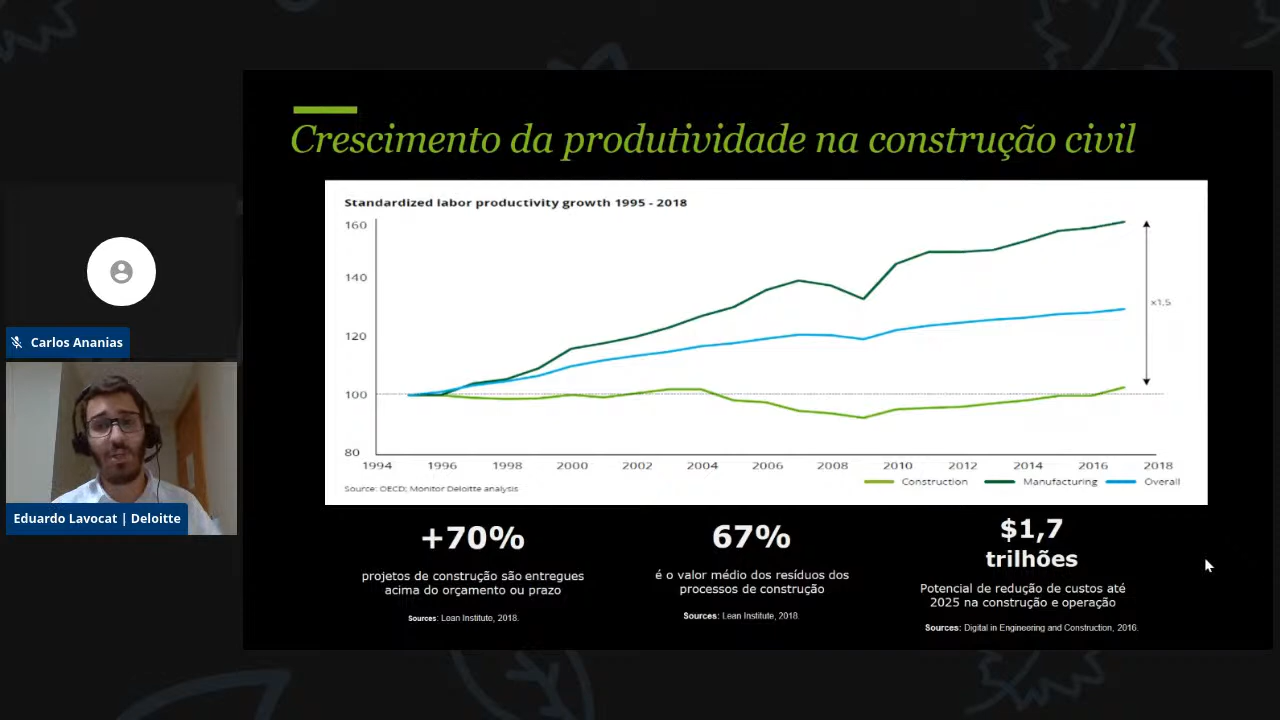 Crescimento da produtividade na construção civil
Standardized labor productivity growth 1995 - 2018
160
140
120
100
80
1994 1996 1998 2000 2002 2004 2006 2008 2010 2012 2014 2016 2018
x1,5
Source: OECD; Monitor Deloitte analysis
Construction Manufacturing Overall
Carlos Ananias
Eduardo Lavocat | Deloitte
+70%
projetos de construção são entregues
acima do orçamento ou prazo
Sources: Lean Institute, 2018.
67%
é o valor médio dos resíduos dos
processos de construção
Sources: Lean Institute, 2018.
$1,7
trilhões
Potencial de redução de custos até
2025 na construção e operação
Sources: Digital in Engineering and Construction, 2016.